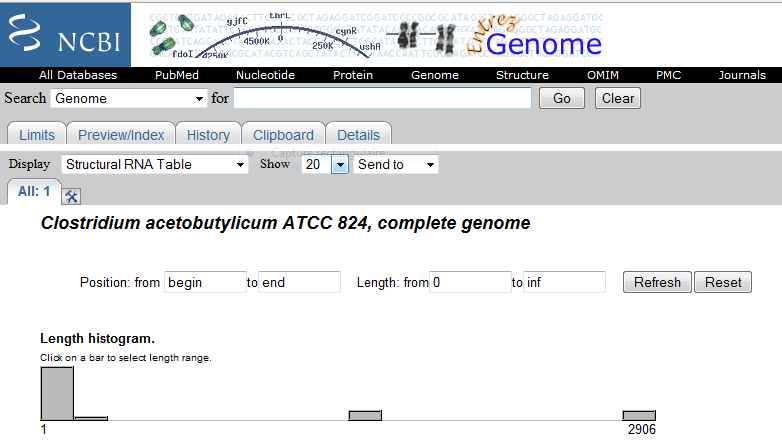 NCBI
yjfC thrL
4500K 0 250K cynR
fdoI 4250K ushA
Entrez Genome
All Databases PubMed Nucleotide Protein Genome Structure OMIM PMC Journals
Search Genome for Go Clear
Limits Preview/Index History Clipboard Details
Capture rectangulaire
Display Structural RNA Table Show 20 Send to
All: 1
Clostridium acetobutylicum ATCC 824, complete genome
Position: from begin to end Length: from 0 to inf Refresh Reset
Length histogram.
Click on a bar to select length range.
1 2906